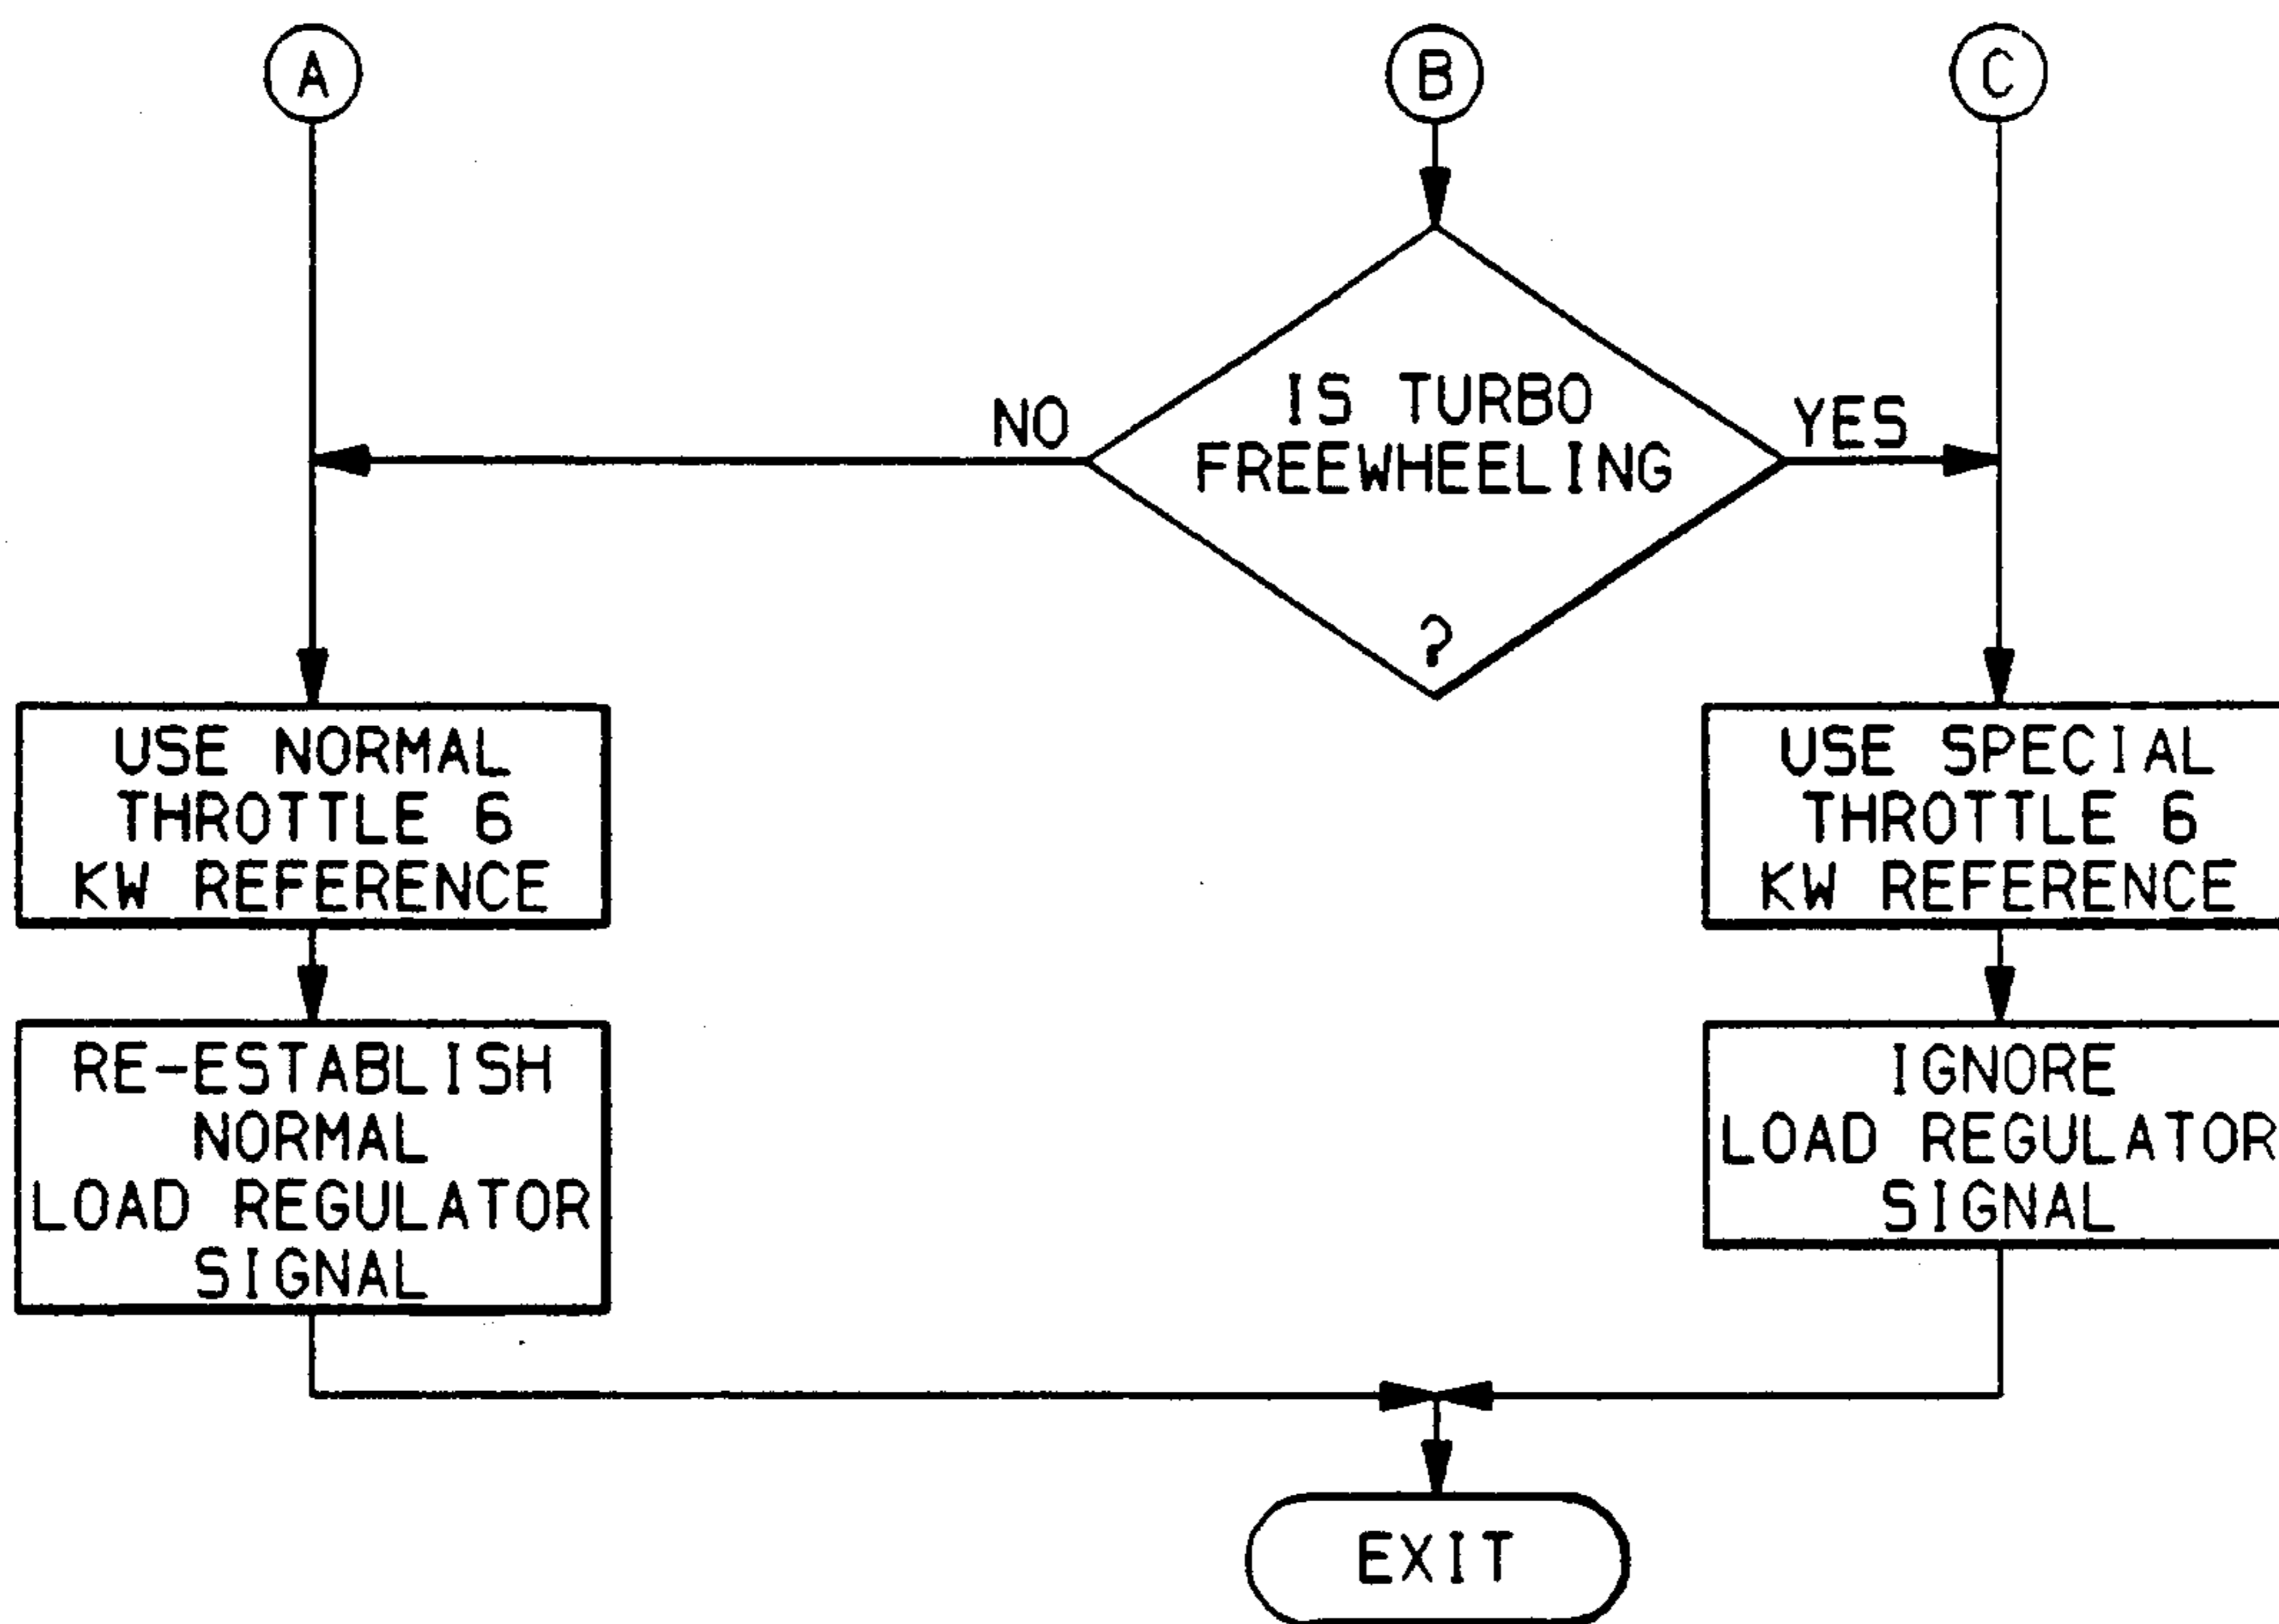 A
B
C
IS TURBO
FREEWHEELING
?
NO
YES
USE NORMAL
THROTTLE 6
KW REFERENCE
USE SPECIAL
THROTTLE 6
KW REFERENCE
RE-ESTABLISH
NORMAL
LOAD REGULATOR
SIGNAL
IGNORE
LOAD REGULATOR
SIGNAL
EXIT